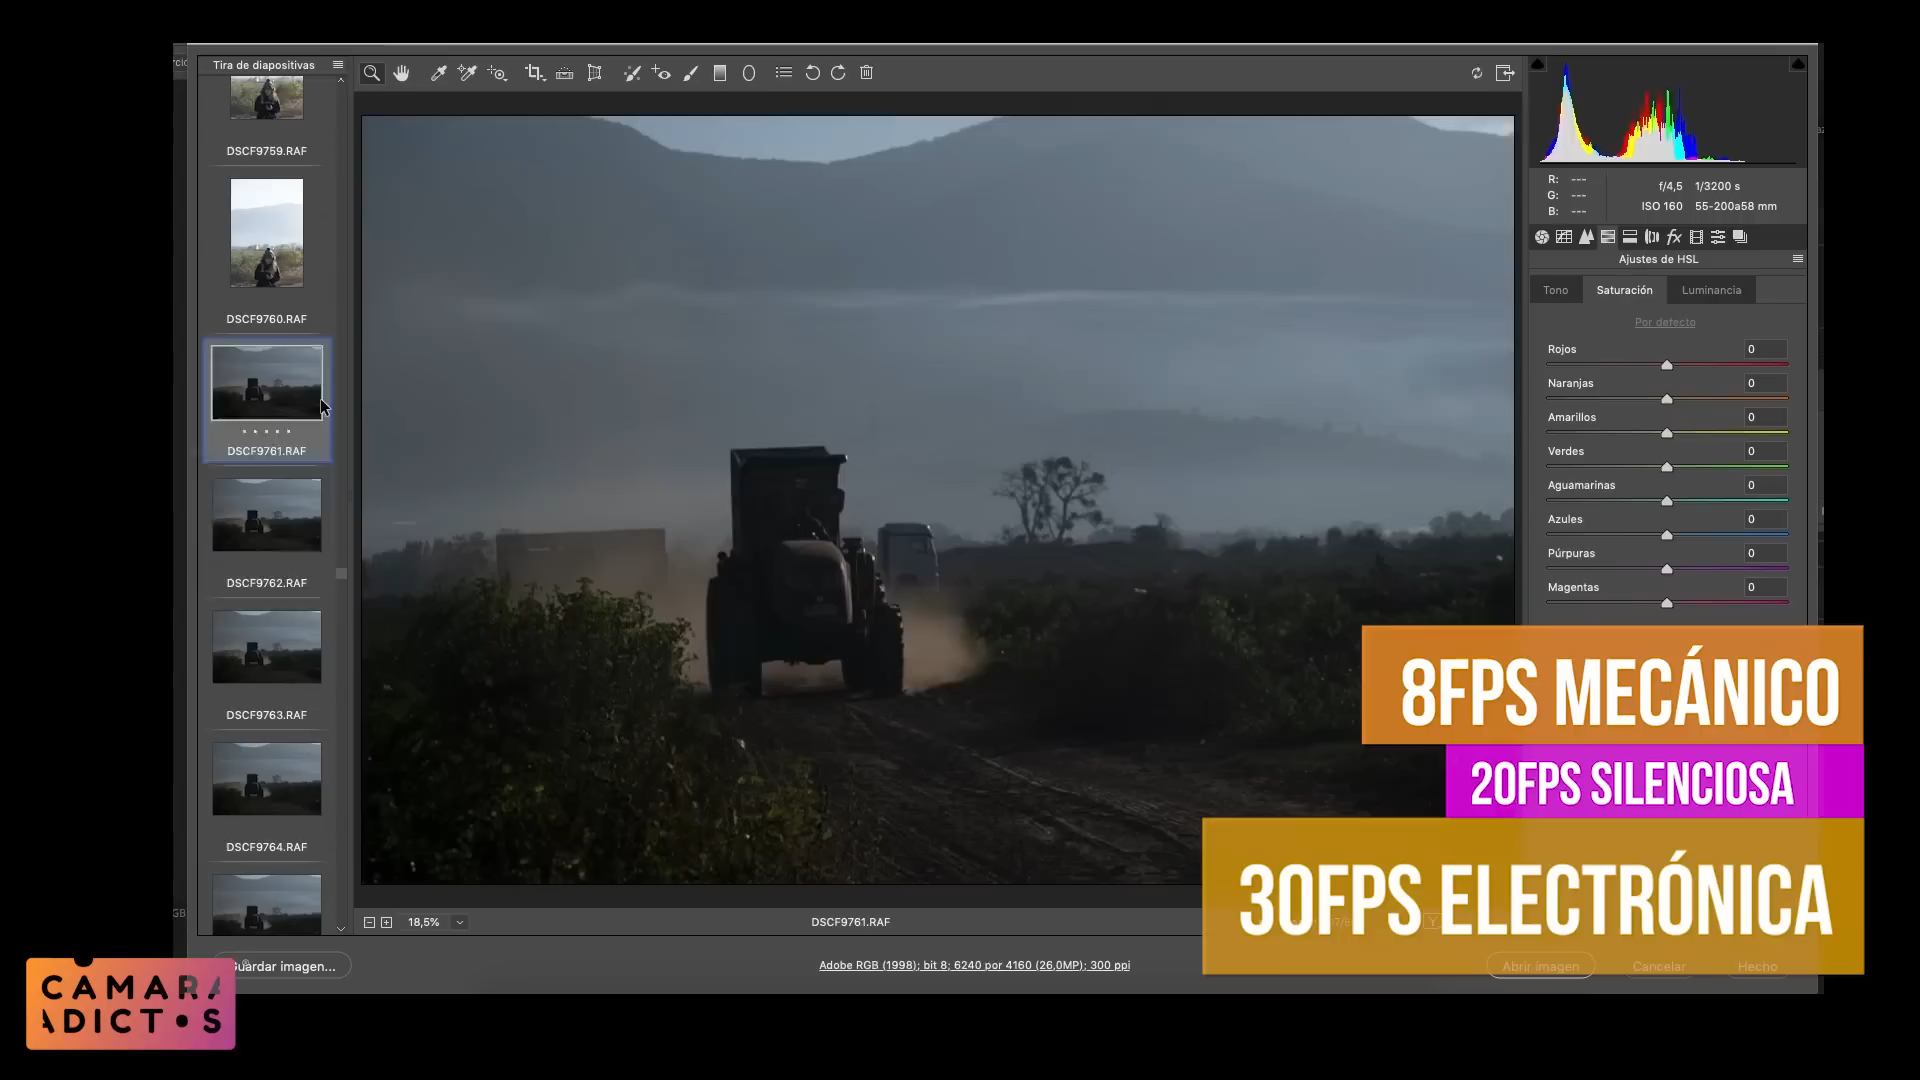 Tira de diapositivas
DSCF9759.RAF
DSCF9760.RAF
DSCF9761.RAF
DSCF9762.RAF
DSCF9763.RAF
DSCF9764.RAF
R: ---
G: ---
B: ---
f/4,5 1/3200 s
ISO 160 55-200a58 mm
fx
Ajustes de HSL
Tono Saturación Luminancia
Por defecto
Rojos 0
Naranjas 0
Amarillos 0
Verdes 0
Aguamarinas 0
Azules 0
Púrpuras 0
Magentas 0
8FPS MECÁNICO
20FPS SILENCIOSA
30FPS ELECTRÓNICA
18,5%
DSCF9761.RAF
Guardar imagen...
Adobe RGB (1998); bit 8; 6240 por 4160 (26,0MP); 300 ppi
Abrir imagen Cancelar Hecho
CAMARA
ADICTOS